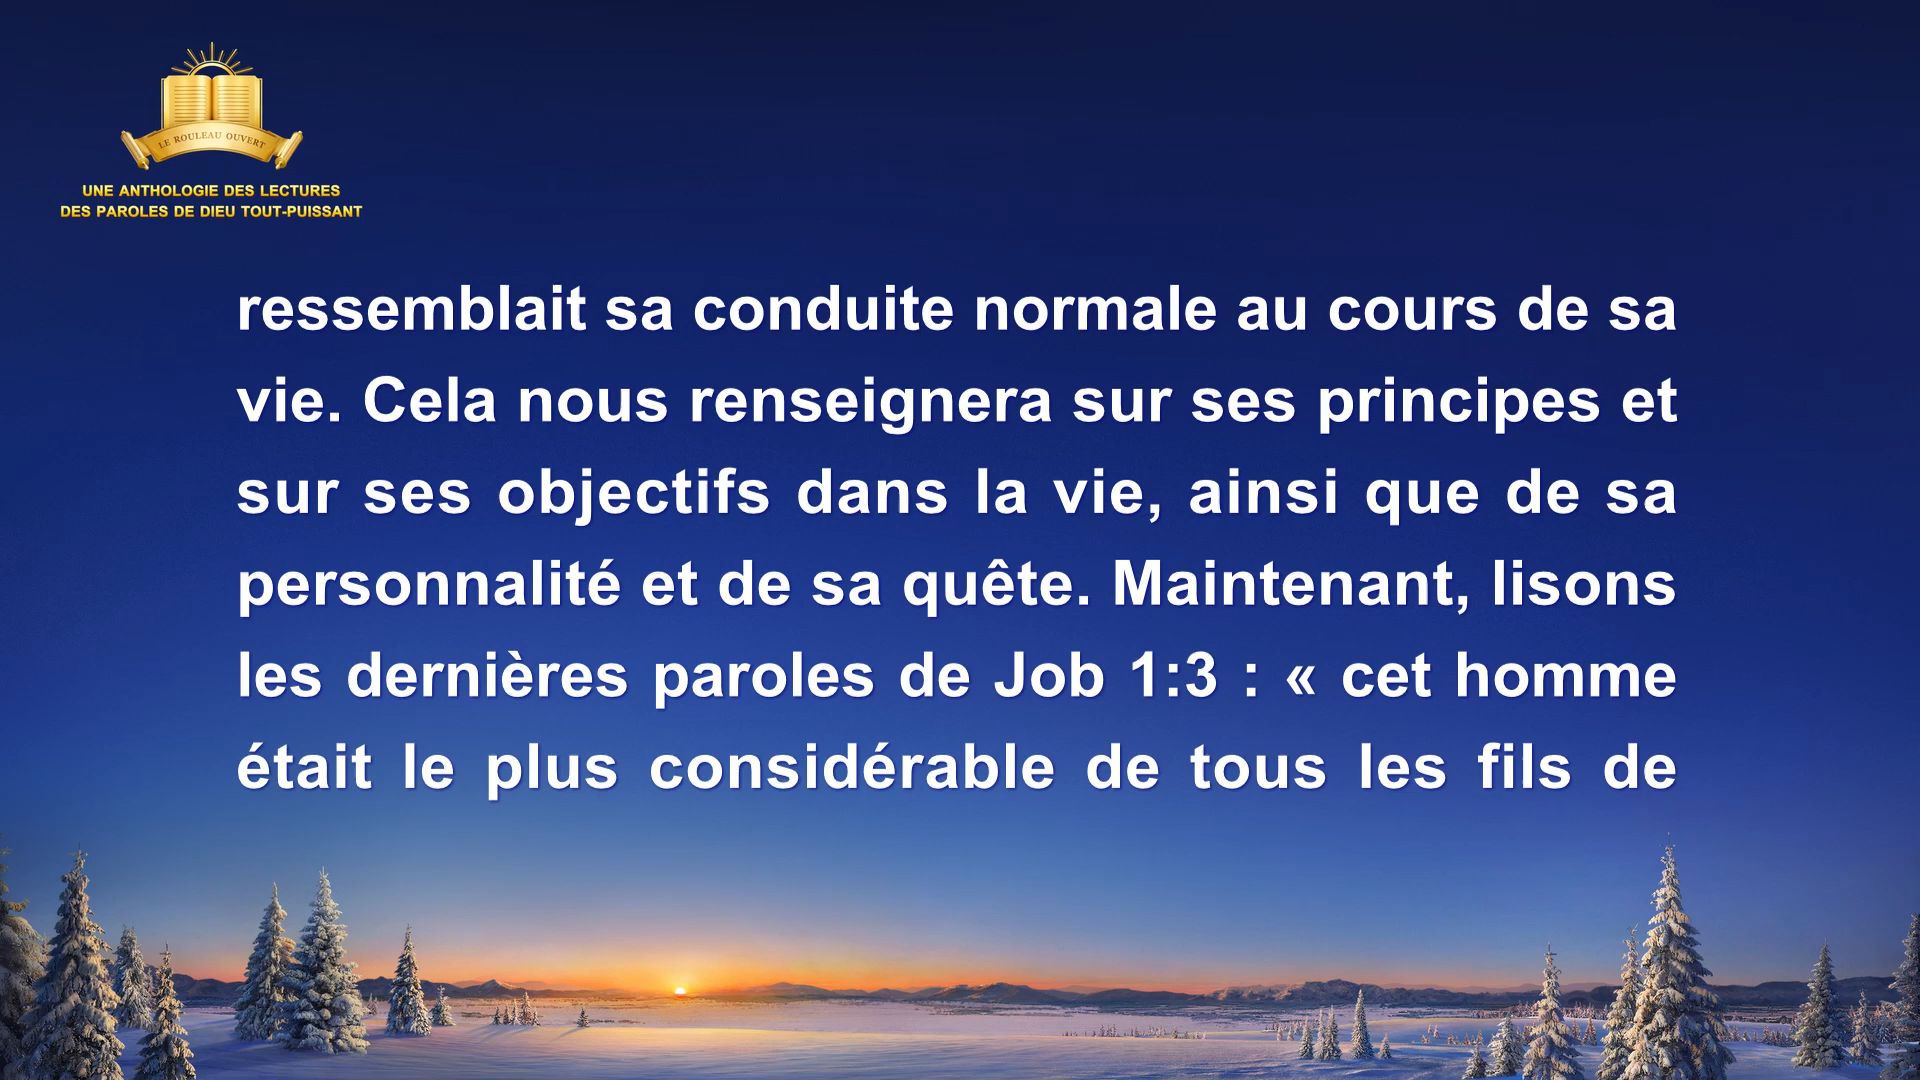 LE ROULEAU OUVERT
UNE ANTHOLOGIE DES LECTURES
DES PAROLES DE DIEU TOUT-PUISSANT
ressemblait sa conduite normale au cours de sa
vie. Cela nous renseignera sur ses principes et
sur ses objectifs dans la vie, ainsi que de sa
personnalité et de sa quête. Maintenant, lisons
les dernières paroles de Job 1:3 : « cet homme
était le plus considérable de tous les fils de